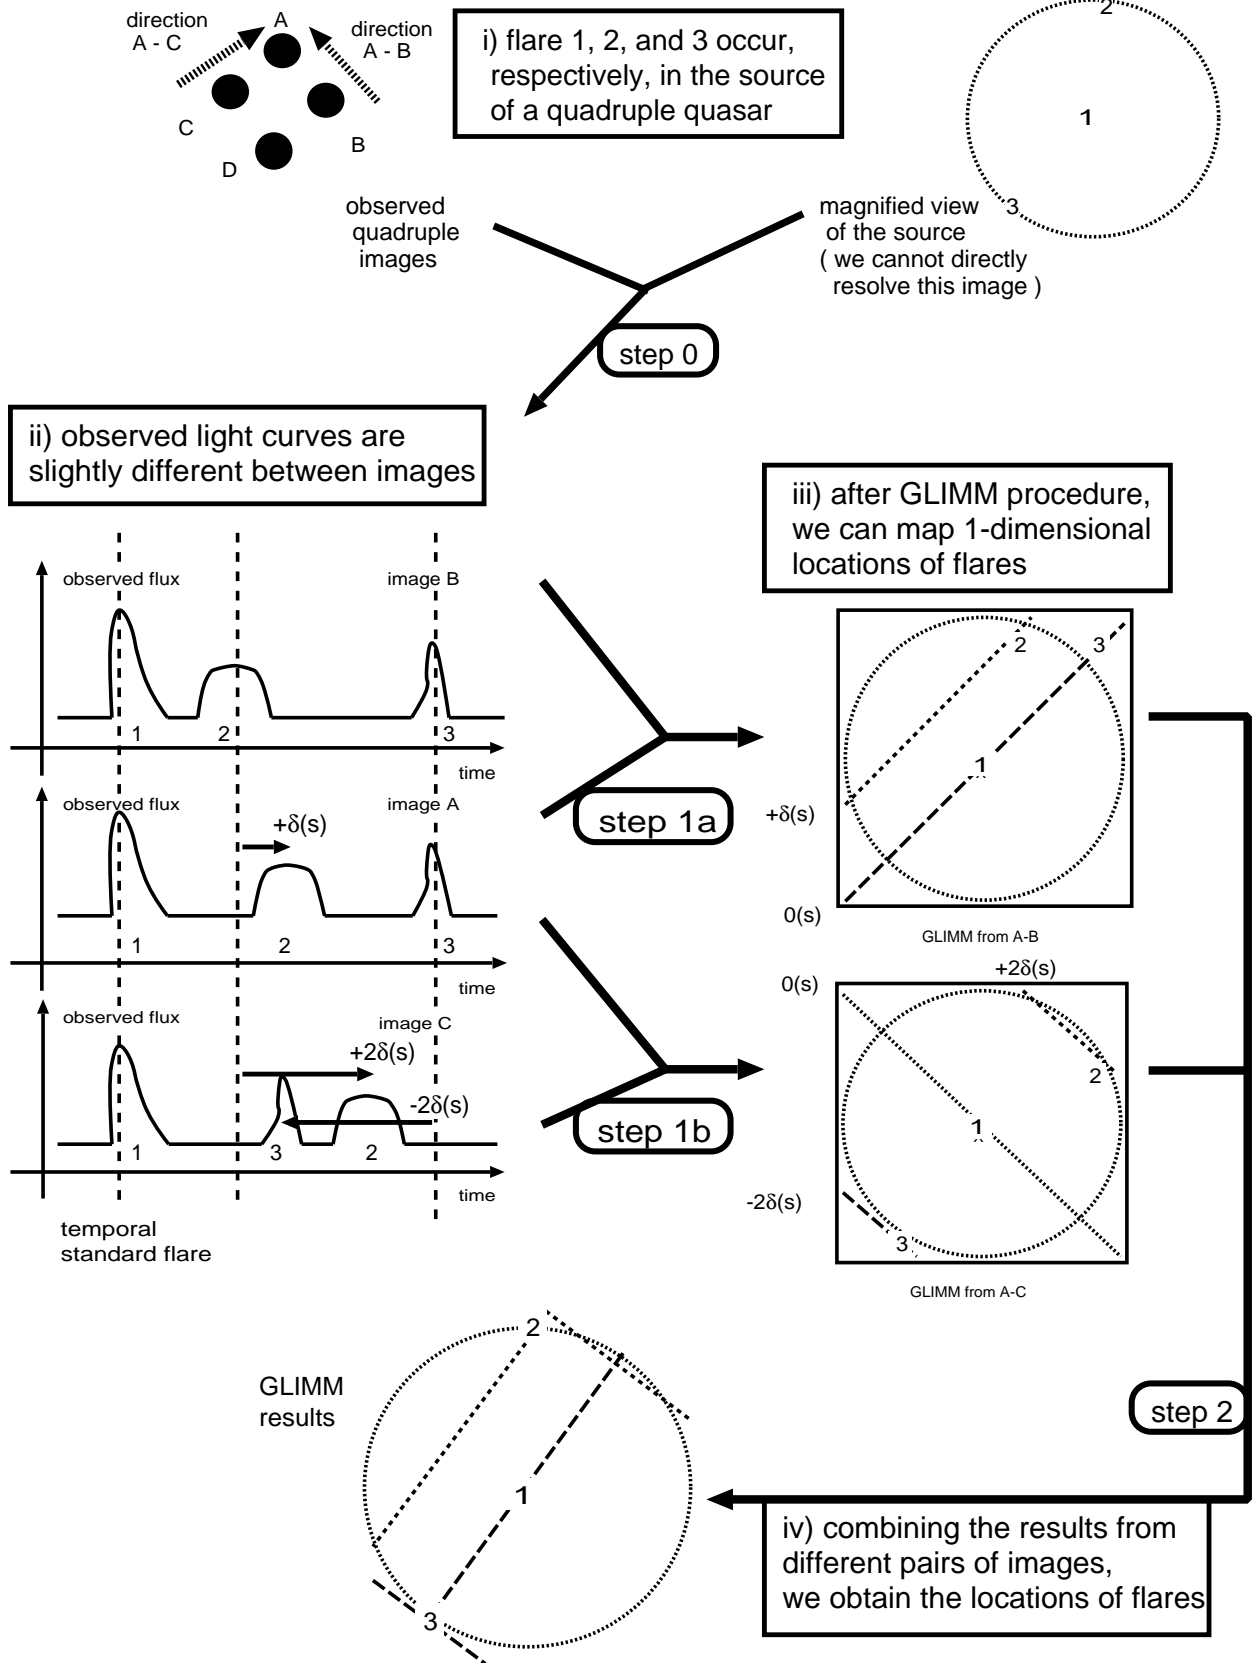 direction
A - C
A
direction
A - B
C
B
D
i) flare 1, 2, and 3 occur,
respectively, in the source
of a quadruple quasar
2
1
3
observed
quadruple
images
magnified view
of the source
( we cannot directly
resolve this image )
step 0
ii) observed light curves are
slightly different between images
iii) after GLIMM procedure,
we can map 1-dimensional
locations of flares
observed flux
image B
1
2
3
time
observed flux
image A
+δ(s)
1
2
3
time
observed flux
image C
+2δ(s)
-2δ(s)
1
3
2
time
temporal
standard flare
step 1a
step 1b
2
3
1
+δ(s)
0(s)
GLIMM from A-B
+2δ(s)
0(s)
2
1
-2δ(s)
3
GLIMM from A-C
GLIMM
results
2
1
3
step 2
iv) combining the results from
different pairs of images,
we obtain the locations of flares